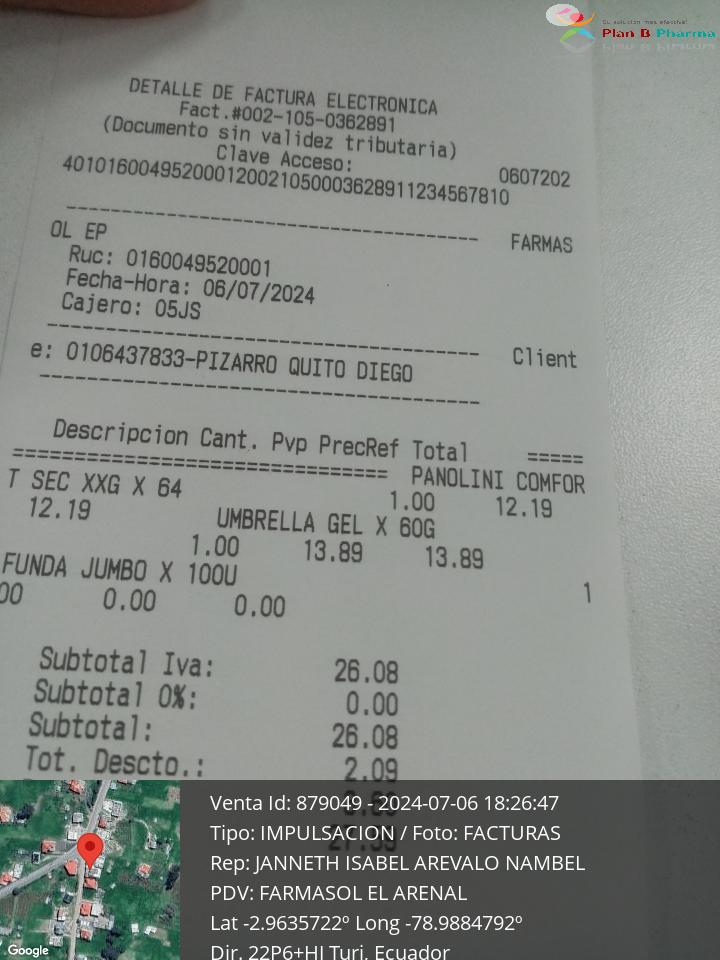 Su solución mas efectiva!
Plan B Pharma
DETALLE DE FACTURA ELECTRONICA
Fact.#002-105-0362891
(Documento sin validez tributaria)
Clave Acceso: 0607202
401016004952000120021050003628911234567810
OL EP FARMAS
Ruc: 0160049520001
Fecha-Hora: 06/07/2024
Cajero: 05JS
Client
e: 0106437833-PIZARRO QUITO DIEGO
Descripcion Cant. Pvp PrecRef Total
PANOLINI COMFOR
T SEC XXG X 64 1.00 12.19
12.19 UMBRELLA GEL X 60G
1.00 13.89 13.89
FUNDA JUMBO X 100U 1
00 0.00 0.00
Subtotal Iva: 26.08
Subtotal 0%: 0.00
Subtotal: 26.08
Tot. Descto.: 2.09
Venta Id: 879049 - 2024-07-06 18:26:47
Tipo: IMPULSACION / Foto: FACTURAS
Rep: JANNETH ISABEL AREVALO NAMBEL
PDV: FARMASOL EL ARENAL
Lat -2.9635722º Long -78.9884792º
Dir. 22P6+HJ Turi, Ecuador
Google